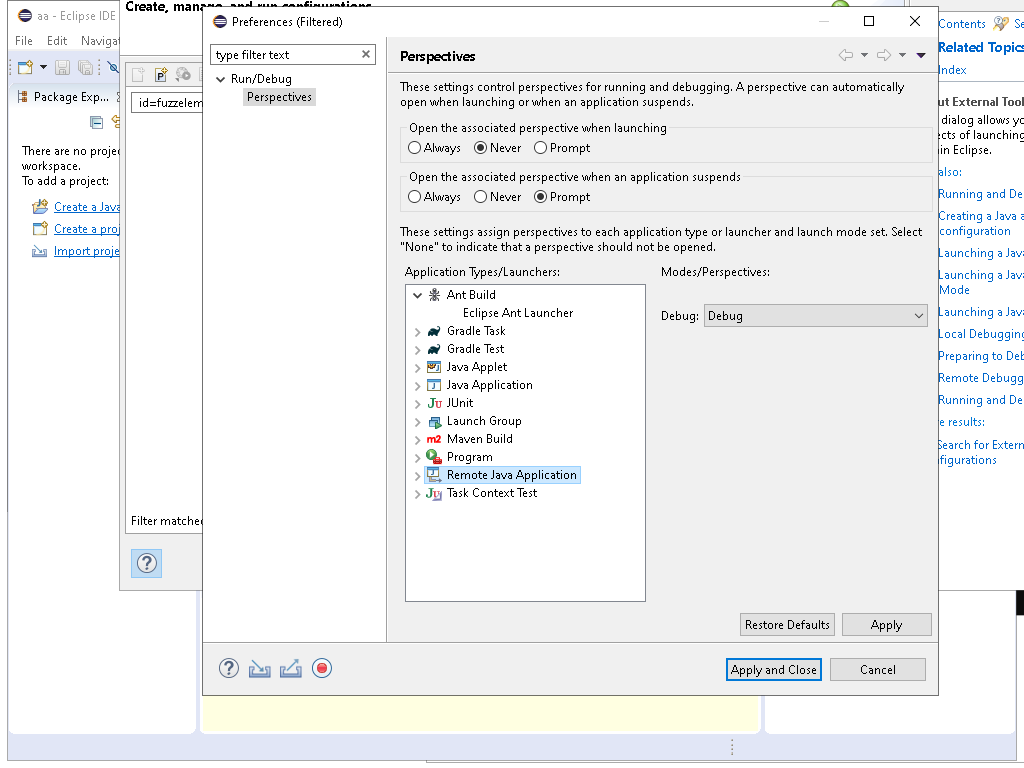 aa - Eclipse IDE
File Edit Navigat
Package Exp...
There are no proje
workspace.
To add a project:
Create a Java
Create a proj
Import proje
Create, manage, and run configurations
id=fuzzelem
Filter matched
Preferences (Filtered)
type filter text
Run/Debug
Perspectives
Perspectives
These settings control perspectives for running and debugging. A perspective can automatically
open when launching or when an application suspends.
Open the associated perspective when launching
Always Never Prompt
Open the associated perspective when an application suspends
Always Never Prompt
These settings assign perspectives to each application type or launcher and launch mode set. Select
"None" to indicate that a perspective should not be opened.
Application Types/Launchers:
Ant Build
Eclipse Ant Launcher
Gradle Task
Gradle Test
Java Applet
Java Application
JUnit
Launch Group
Maven Build
Program
Remote Java Application
Task Context Test
Modes/Perspectives:
Debug: Debug
Restore Defaults Apply
Apply and Close Cancel
Contents Se
Related Topics
Index
ut External Tool
dialog allows yo
ects of launching
in Eclipse.
also:
Running and De
Creating a Java a
configuration
Launching a Java
Launching a Java
Mode
Launching a Java
Local Debugging
Preparing to Deb
Remote Debugg
Running and De
e results:
Search for Extern
figurations